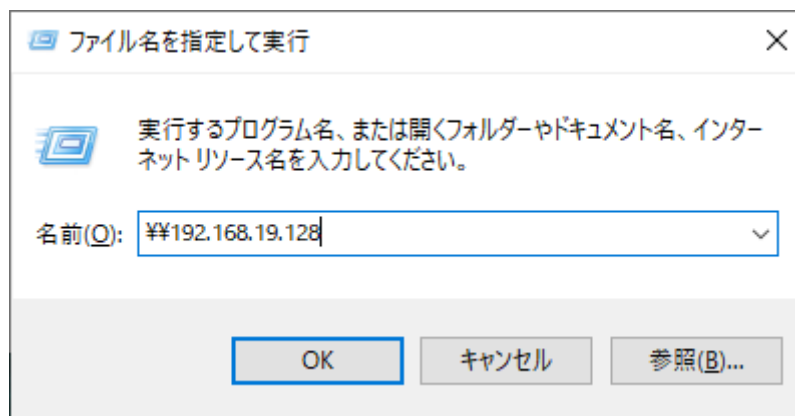 ファイル名を指定して実行
実行するプログラム名、または開くフォルダーやドキュメント名、インター
ネット リソース名を入力してください。
名前(O): ¥¥192.168.19.128
OK キャンセル 参照(B)...